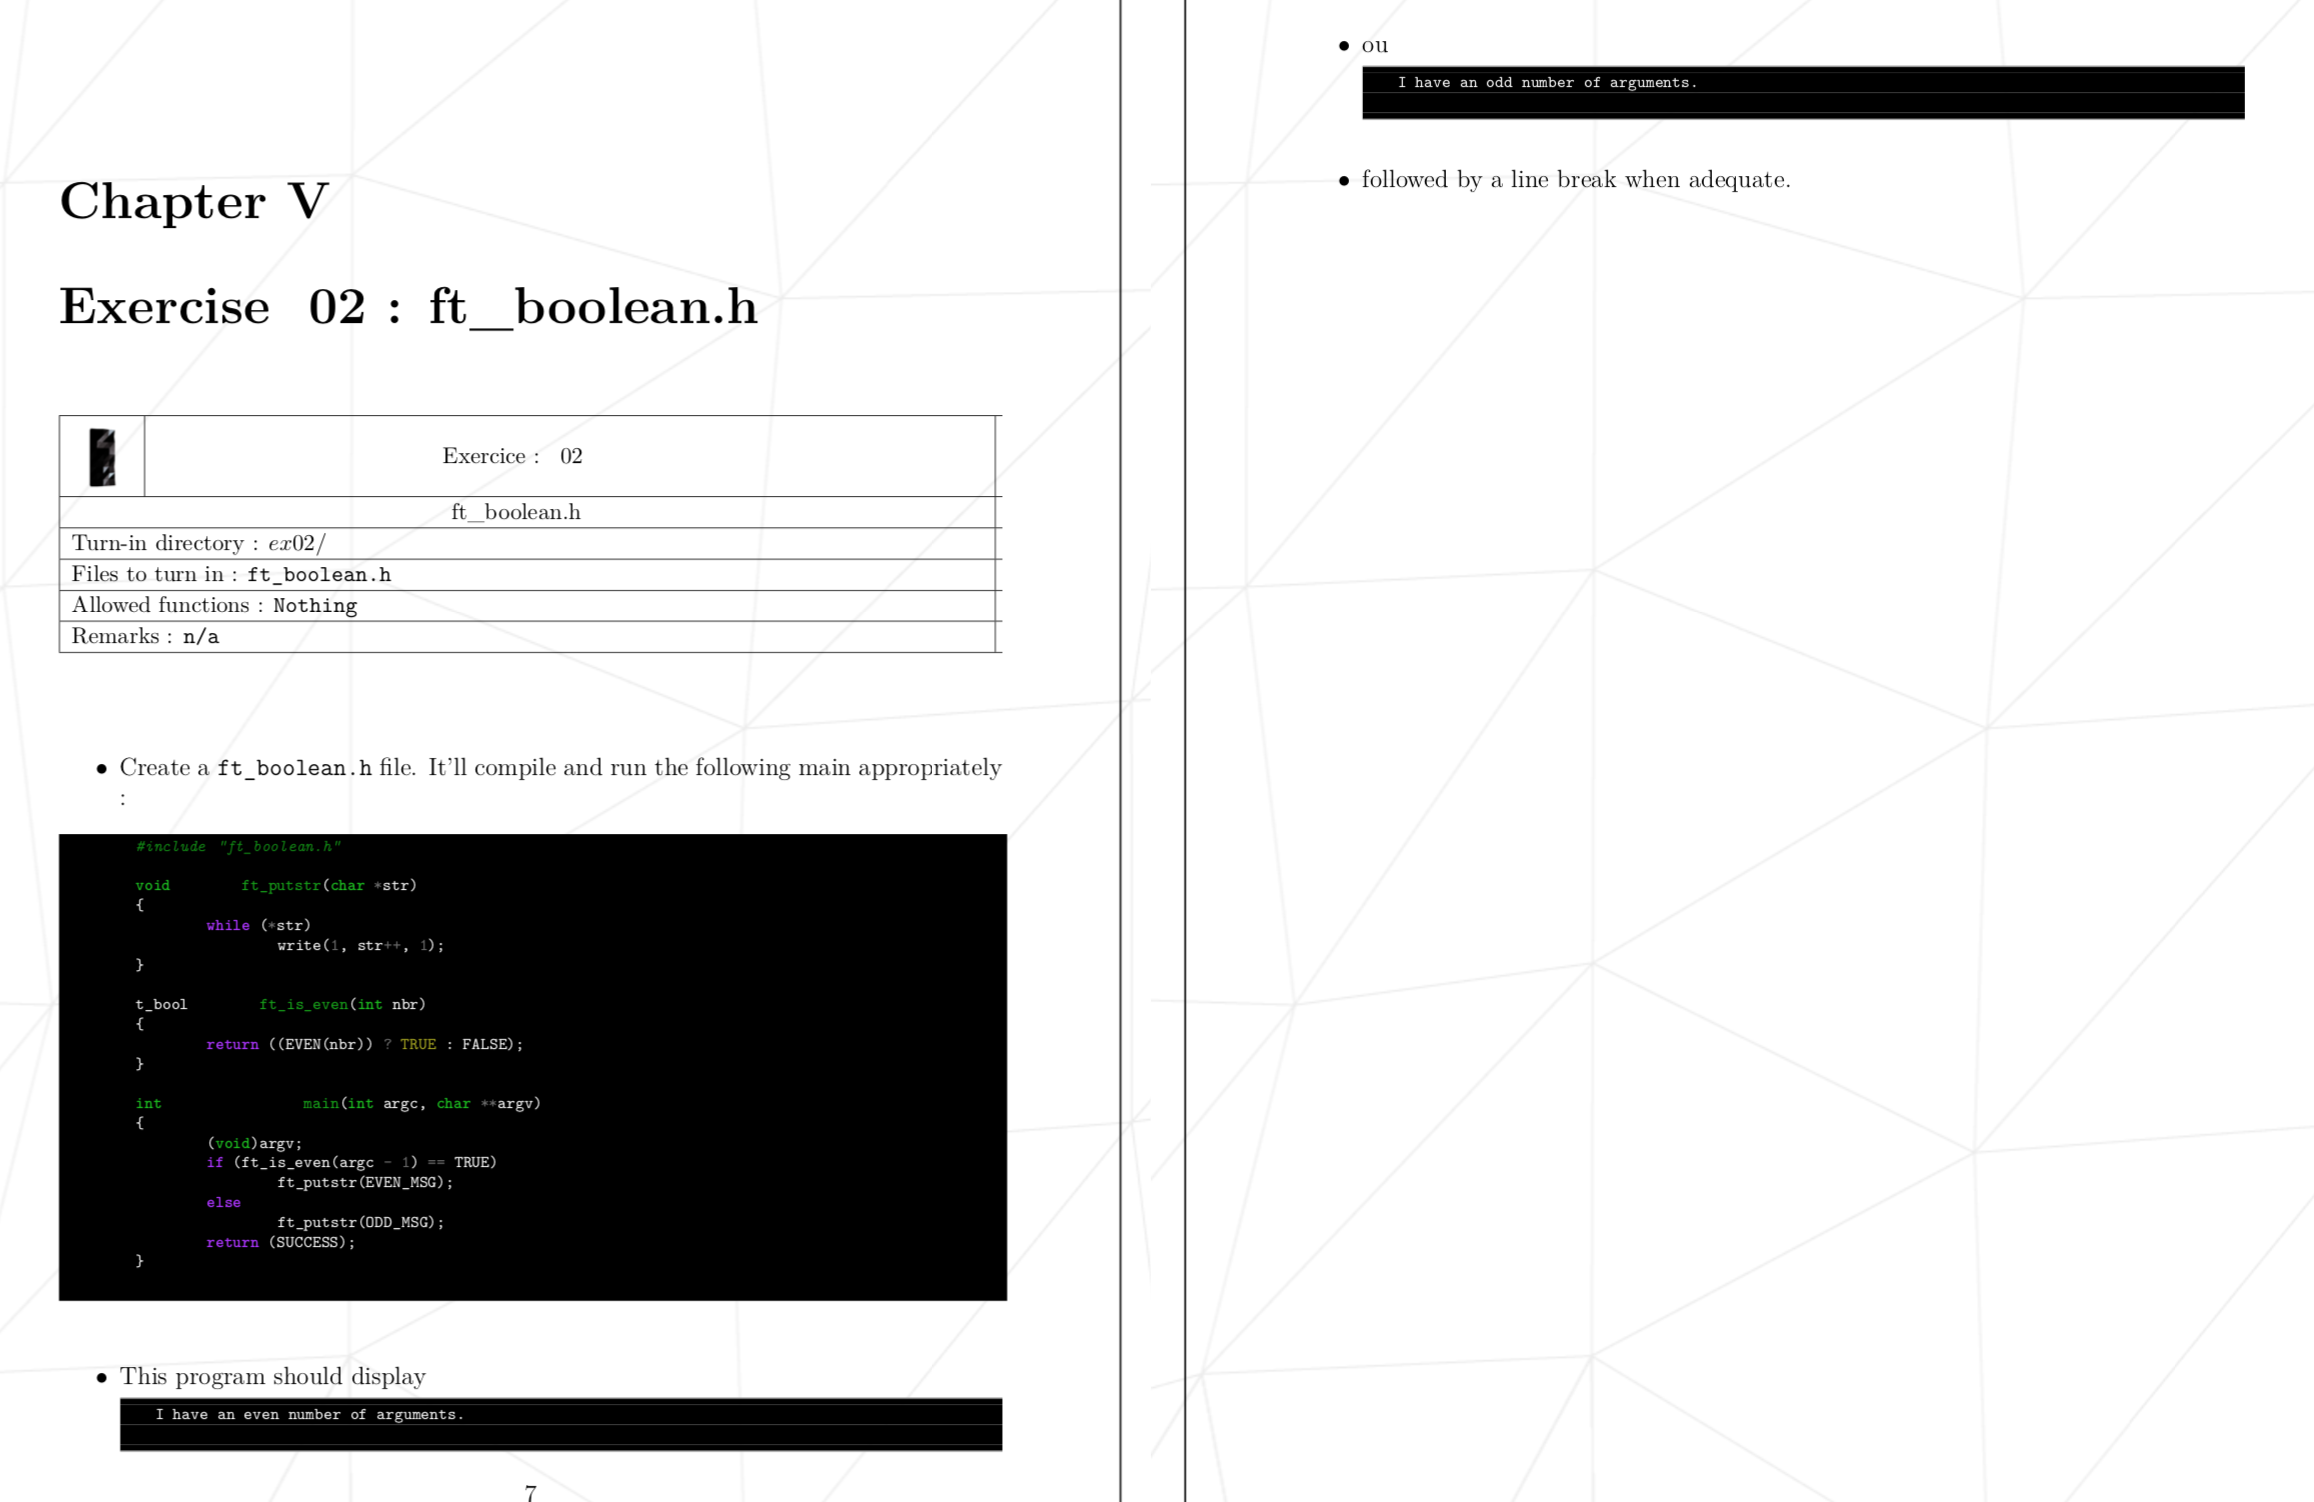 Chapter V
Exercise 02 : ft_boolean.h
Exercice : 02
ft_boolean.h
Turn-in directory : ex02/
Files to turn in : ft_boolean.h
Allowed functions : Nothing
Remarks : n/a
• Create a ft_boolean.h file. It'll compile and run the following main appropriately
:
#include "ft_boolean.h"
void ft_putstr(char *str)
{
while (*str)
write(1, str++, 1);
}
t_bool ft_is_even(int nbr)
{
return ((EVEN(nbr)) ? TRUE : FALSE);
}
int main(int argc, char **argv)
{
(void)argv;
if (ft_is_even(argc - 1) == TRUE)
ft_putstr(EVEN_MSG);
else
ft_putstr(ODD_MSG);
return (SUCCESS);
}
• This program should display
I have an even number of arguments.
7
• ou
I have an odd number of arguments.
• followed by a line break when adequate.